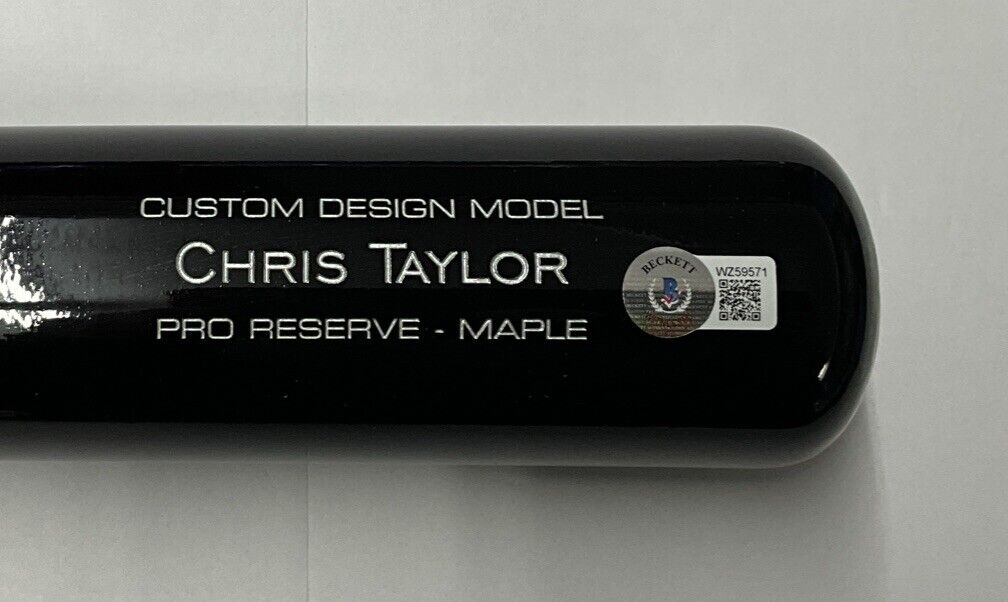 CUSTOM DESIGN MODEL
CHRIS TAYLOR
PRO RESERVE - MAPLE
BECKETT
B
WZ59571